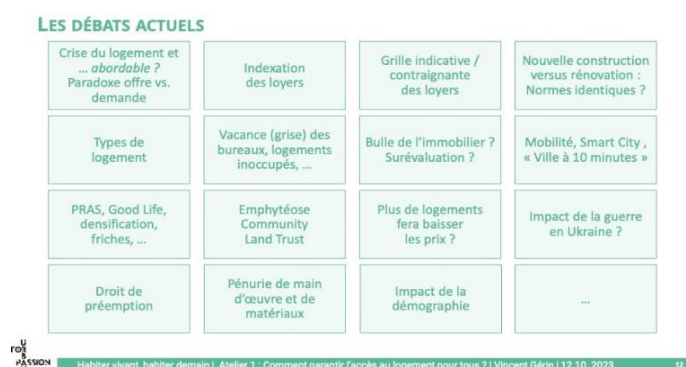 LES DÉBATS ACTUELS
Crise du logement et
... abordable ?
Paradoxe offre vs.
demande
Indexation
des loyers
Grille indicative /
contraignante
des loyers
Nouvelle construction
versus rénovation :
Normes identiques ?
Types de
logement
Vacance (grise) des
bureaux, logements
inoccupés, ...
Bulle de l'Immobilier ?
Surévaluation ?
Mobilité, Smart City ,
« Ville à 10 minutes »
PRAS, Good Life,
densification,
friches, ...
Emphytéose
Community
Land Trust
Plus de logements
fera baisser
les prix ?
Impact de la guerre
en Ukraine ?
Droit de
préemption
Pénurie de main
d'œuvre et de
matériaux
Impact de la
démographie
...
FOR
URB
PASSION
Habiter vivant, habiter demain | Atelier 1 : Comment garantir l'accès au logement pour tous ? | Vincent Gérin | 12.10. 2023
12